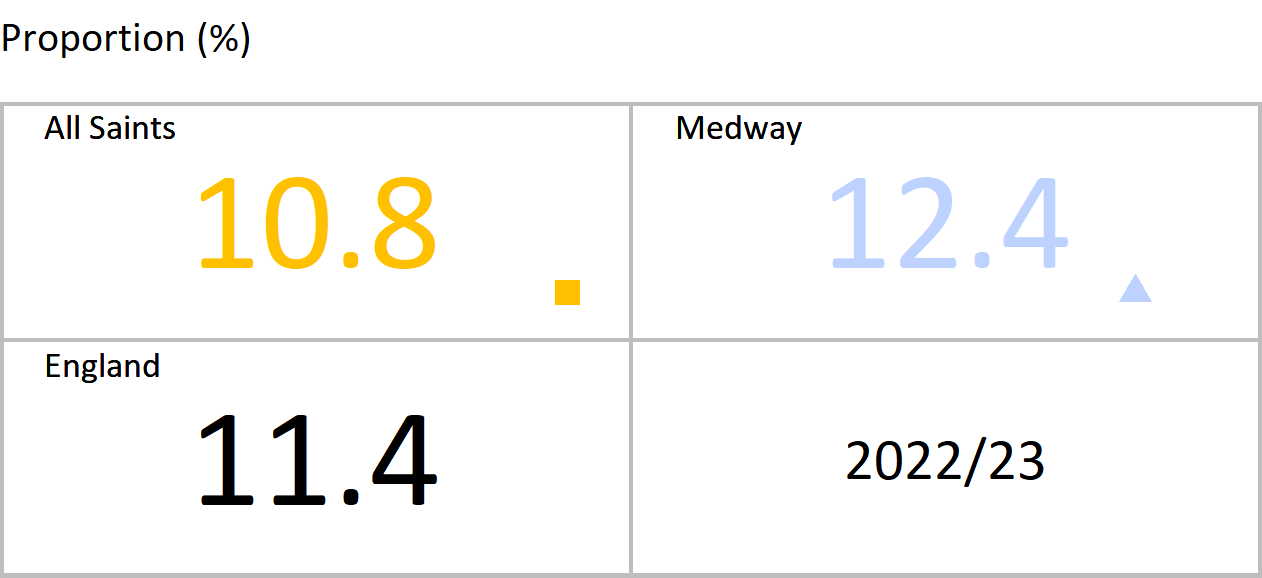 Proportion (%)
All Saints
10.8
Medway
12.4
England
11.4
2022/23